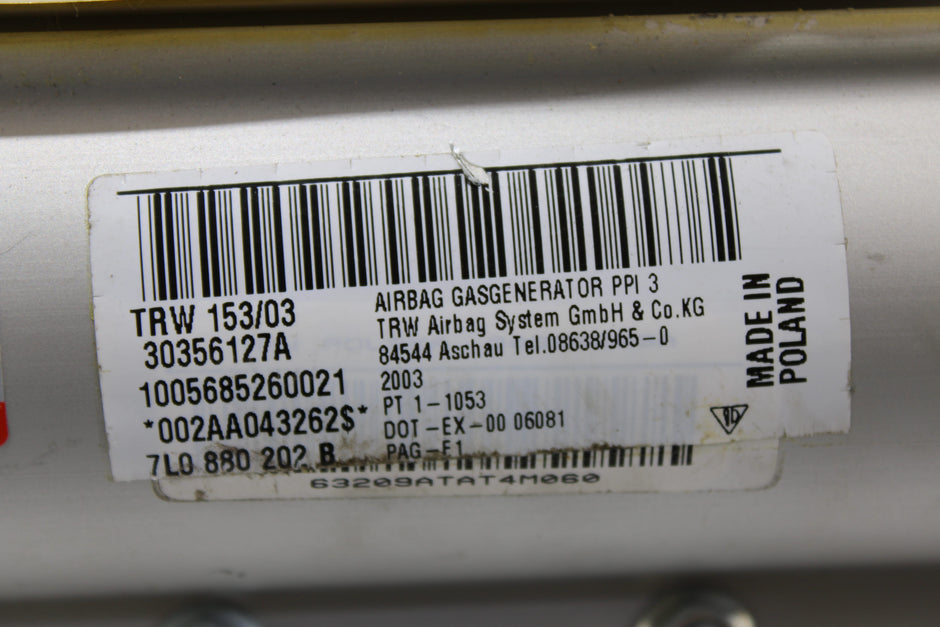 TRW 153/03
30356127A
1005685260021
*002AA043262$*
7L0 880 202 B
AIRBAG GASGENERATOR PPI 3
TRW Airbag System GmbH & Co.KG
84544 Aschau Tel.08638/965-0
2003
PT 1-1053
DOT-EX-00 06081
PAG-F1
MADE IN
POLAND
63209ATAT4M060